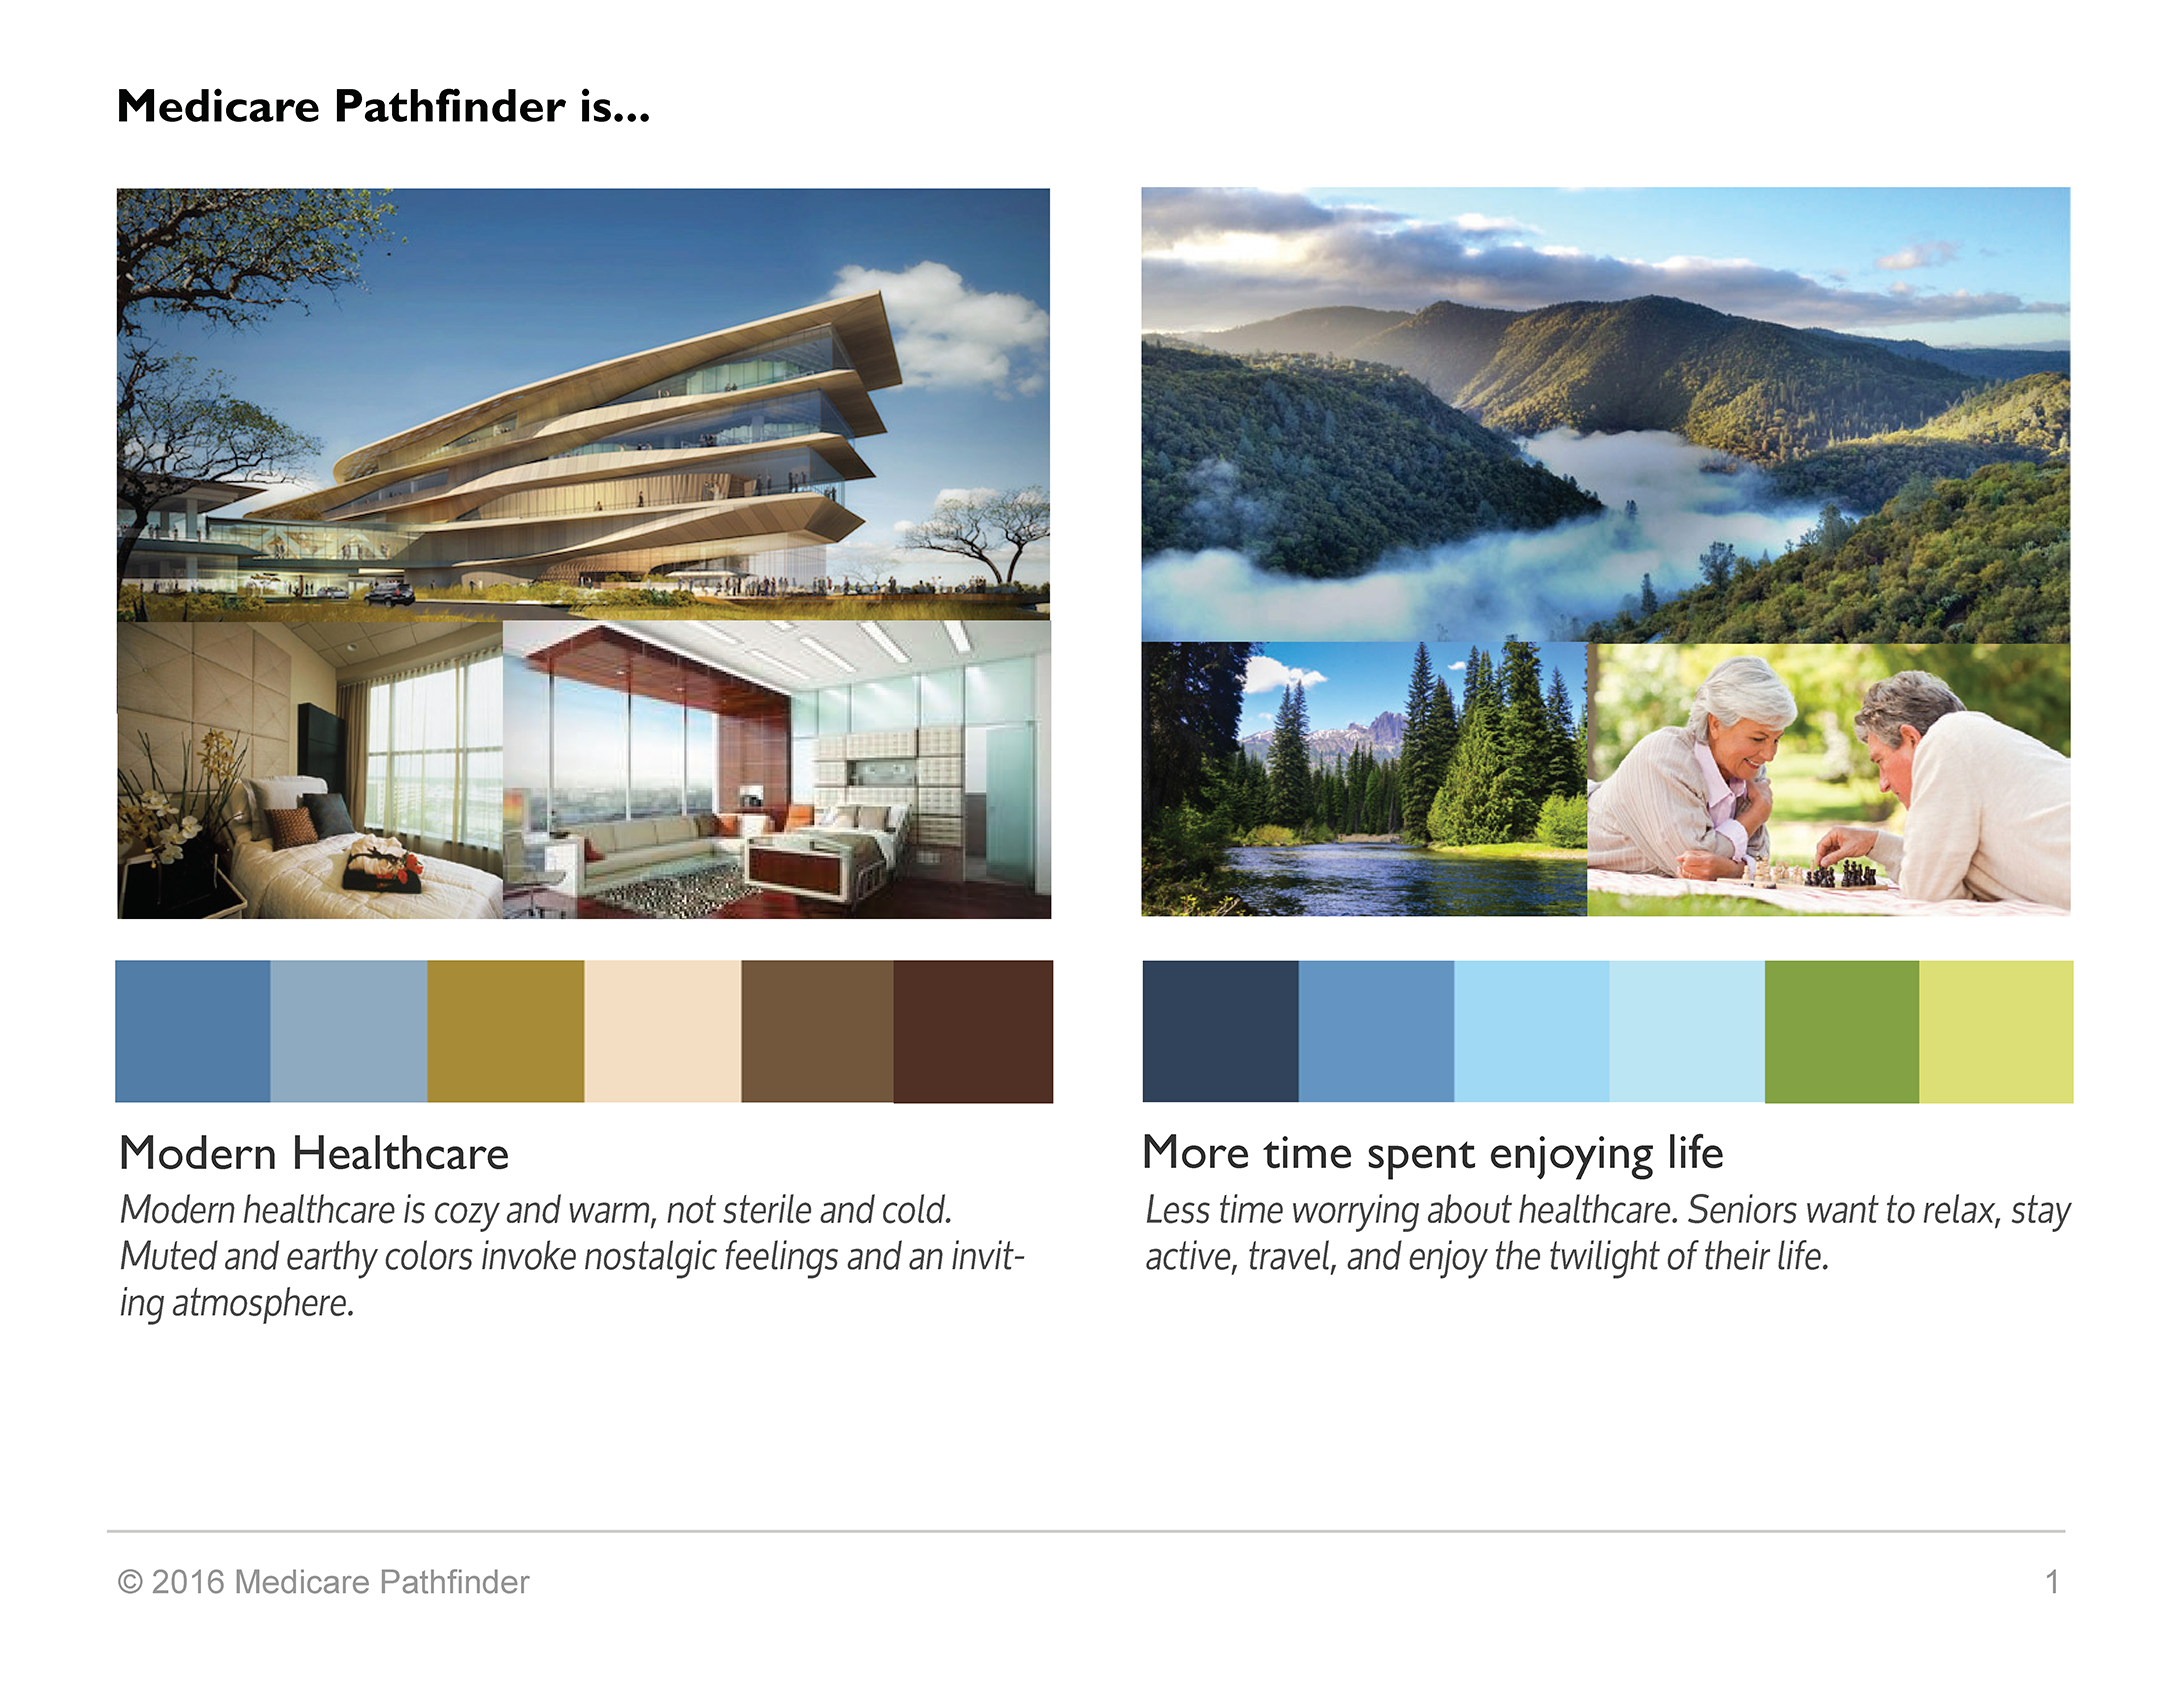 Medicare Pathfinder is...
Modern Healthcare
Modern healthcare is cozy and warm, not sterile and cold.
Muted and earthy colors invoke nostalgic feelings and an invit-
ing atmosphere.
More time spent enjoying life
Less time worrying about healthcare. Seniors want to relax, stay
active, travel, and enjoy the twilight of their life.
© 2016 Medicare Pathfinder
1